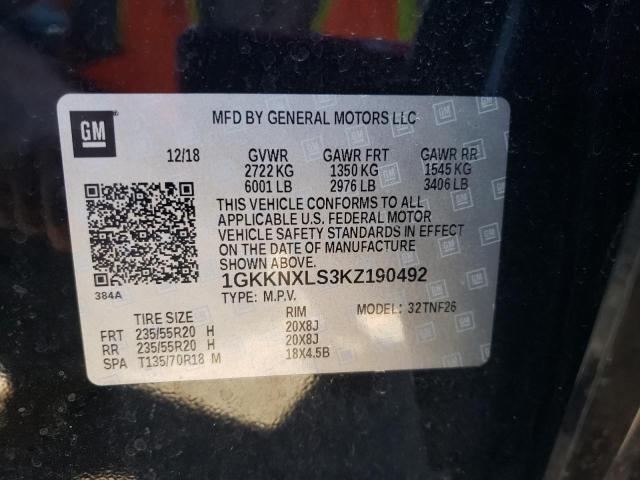 GM
MFD BY GENERAL MOTORS LLC
12/18 GVWR GAWR FRT GAWR RR
2722 KG 1350 KG 1545 KG
6001 LB 2976 LB 3406 LB
THIS VEHICLE CONFORMS TO ALL
APPLICABLE U.S. FEDERAL MOTOR
VEHICLE SAFETY STANDARDS IN EFFECT
ON THE DATE OF MANUFACTURE
SHOWN ABOVE.
384A
1GKKNXLS3KZ190492
TYPE: M.P.V. MODEL: 32TNF26
TIRE SIZE RIM
FRT 235/55R20 H 20X8J
RR 235/55R20 H 20X8J
SPA T135/70R18 M 18X4.5B